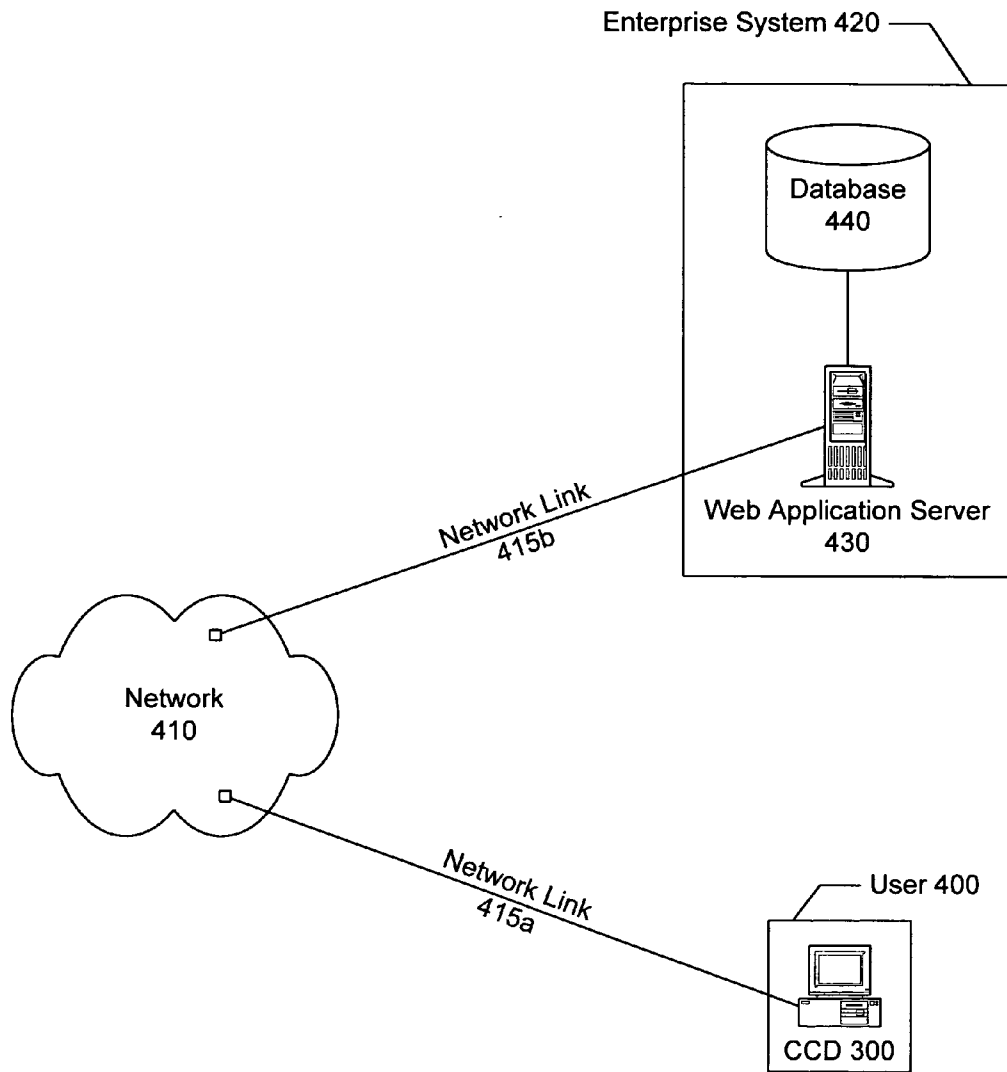 Enterprise System 420
Database
440
Web Application Server
430
Network Link
415b
Network
410
Network Link
415a
User 400
CCD 300